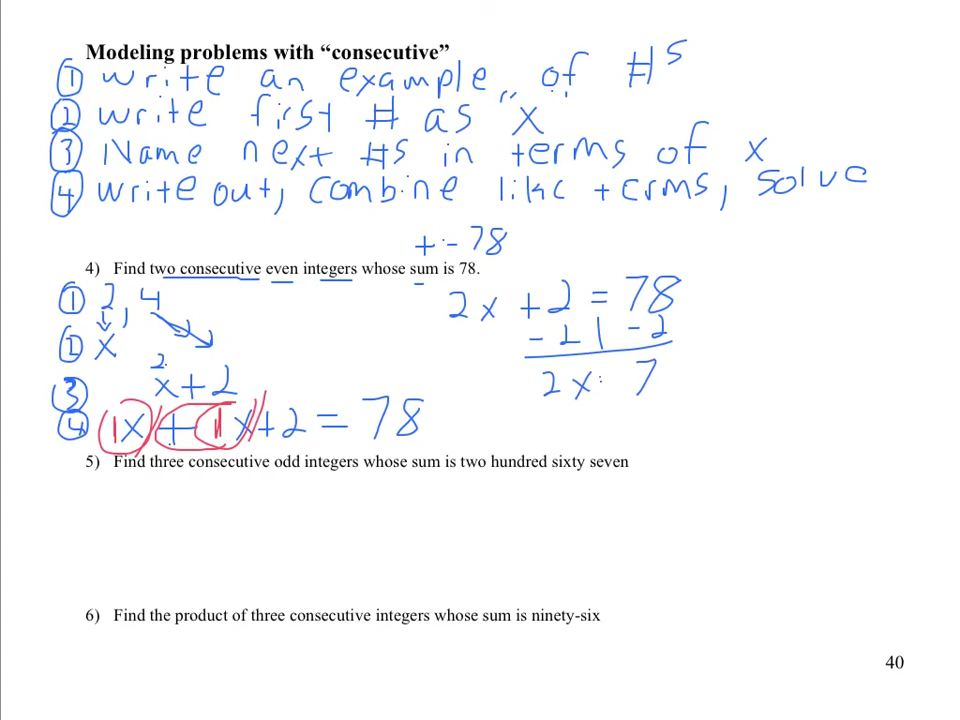 Modeling problems with “consecutive”
① write an example of #s
② write first # as x
③ Name next #s in terms of x
④ write out, combine like terms, solve
+ - 78
4) Find two consecutive even integers whose sum is 78.
① 2, 4
② x
③ x+2
④ 1x + 1x + 2 = 78
2x + 2 = 78
- 2 | - 2
2x 7
5) Find three consecutive odd integers whose sum is two hundred sixty seven
6) Find the product of three consecutive integers whose sum is ninety-six
40